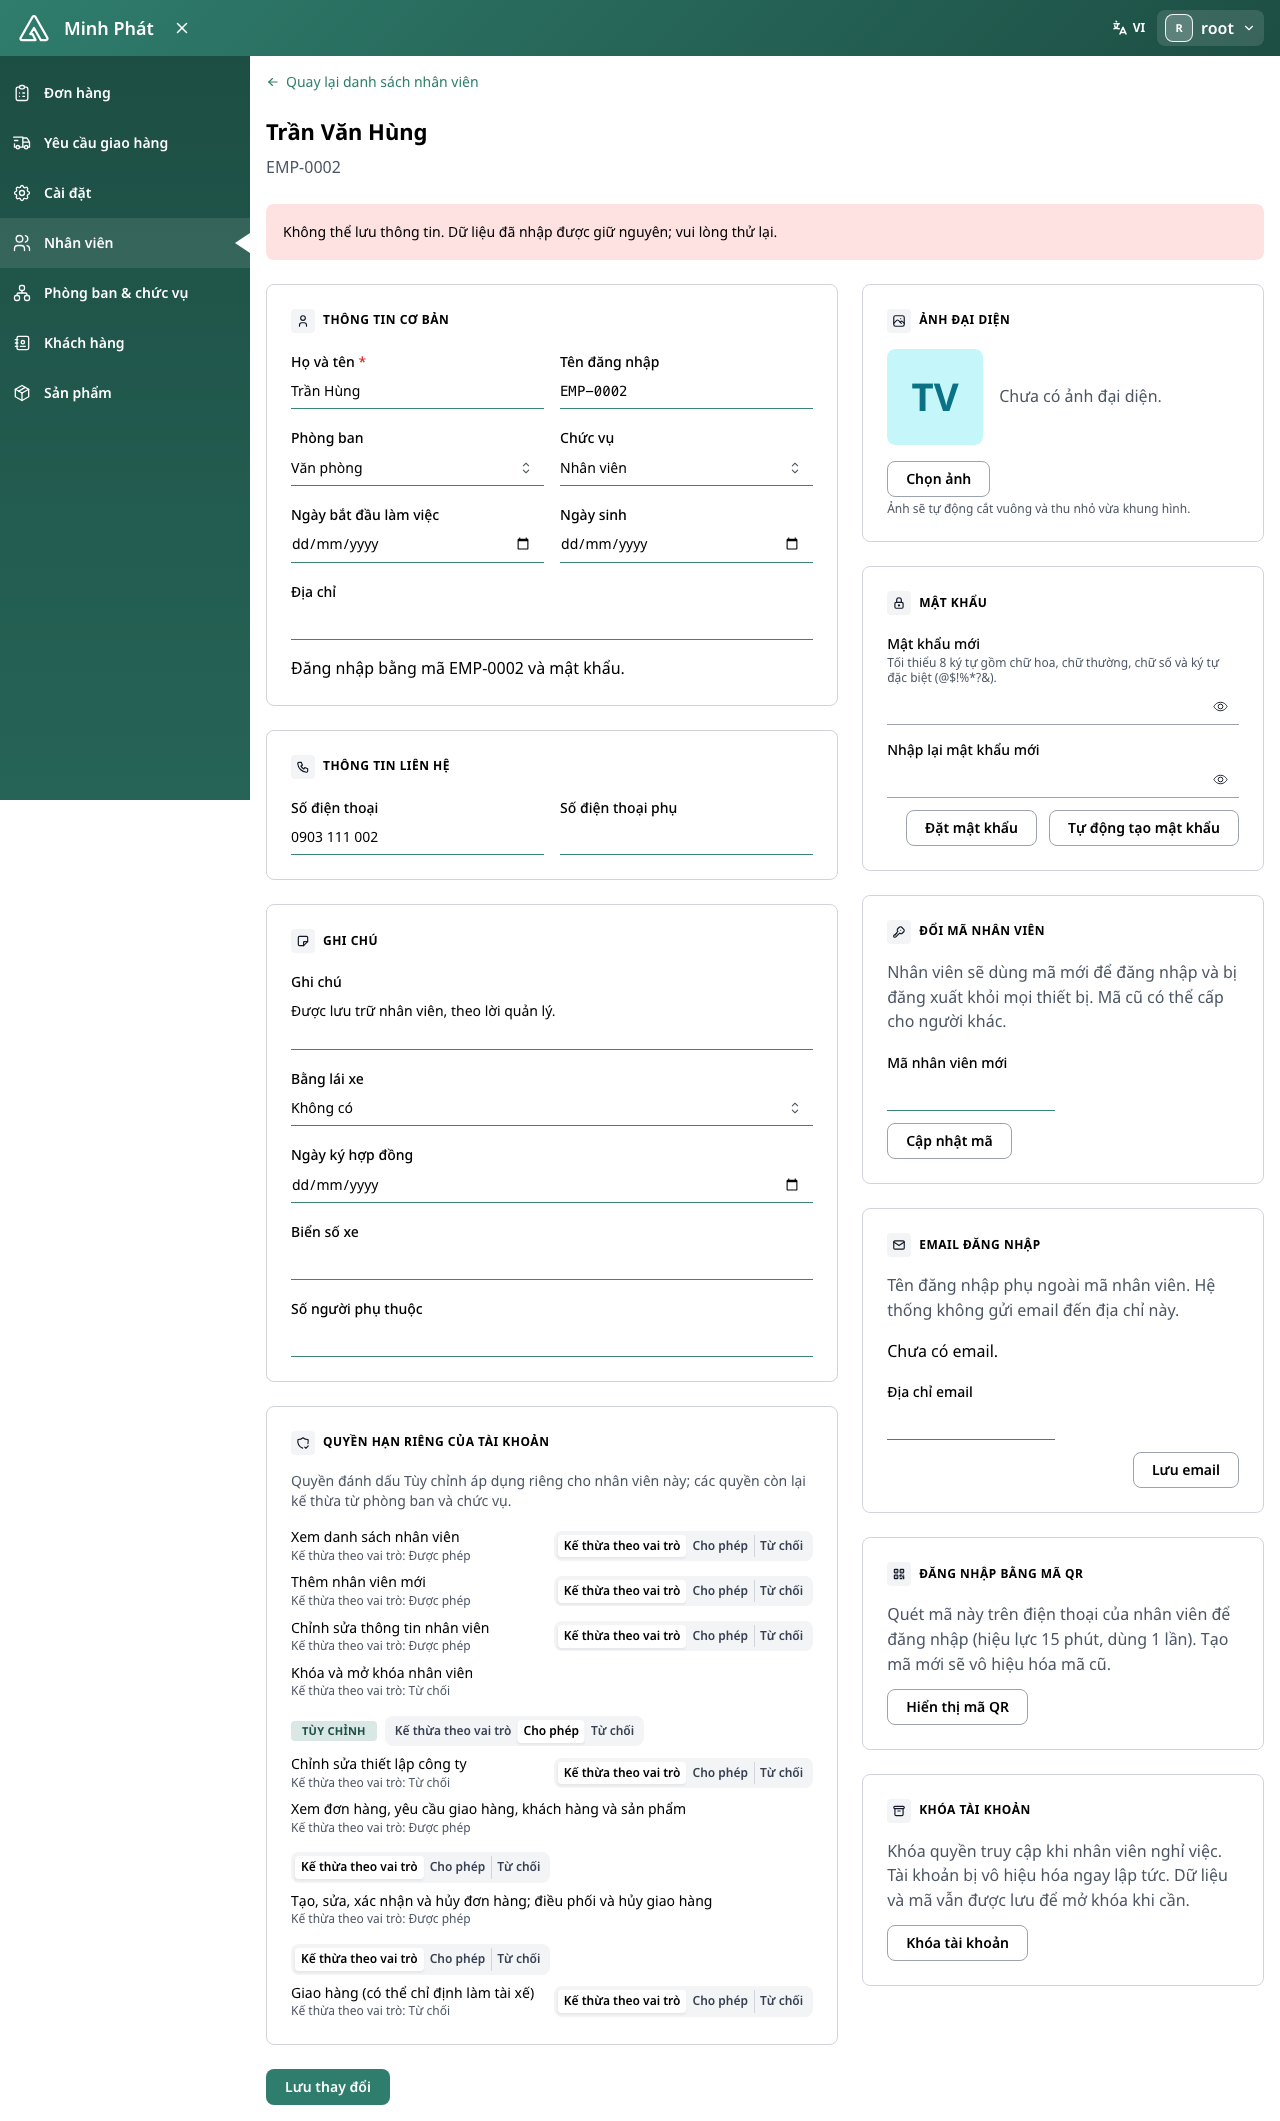 Minh Phát
VI
R
root
Đơn hàng
Yêu cầu giao hàng
Cài đặt
Nhân viên
Phòng ban & chức vụ
Khách hàng
Sản phẩm
Quay lại danh sách nhân viên
Trần Văn Hùng
EMP-0002
Không thể lưu thông tin. Dữ liệu đã nhập được giữ nguyên; vui lòng thử lại.
THÔNG TIN CƠ BẢN
Họ và tên *
Tên đăng nhập
Trần Hùng
EMP-0002
Phòng ban
Chức vụ
Văn phòng
Nhân viên
Ngày bắt đầu làm việc
Ngày sinh
dd/mm/yyyy
dd/mm/yyyy
Địa chỉ
Đăng nhập bằng mã EMP-0002 và mật khẩu.
THÔNG TIN LIÊN HỆ
Số điện thoại
Số điện thoại phụ
0903 111 002
GHI CHÚ
Ghi chú
Được lưu trữ nhân viên, theo lời quản lý.
Bằng lái xe
Không có
Ngày ký hợp đồng
dd/mm/yyyy
Biển số xe
Số người phụ thuộc
QUYỀN HẠN RIÊNG CỦA TÀI KHOẢN
Quyền đánh dấu Tùy chỉnh áp dụng riêng cho nhân viên này; các quyền còn lại
kế thừa từ phòng ban và chức vụ.
Xem danh sách nhân viên
Kế thừa theo vai trò: Được phép
Kế thừa theo vai trò Cho phép Từ chối
Thêm nhân viên mới
Kế thừa theo vai trò: Được phép
Kế thừa theo vai trò Cho phép Từ chối
Chỉnh sửa thông tin nhân viên
Kế thừa theo vai trò: Được phép
Kế thừa theo vai trò Cho phép Từ chối
Khóa và mở khóa nhân viên
Kế thừa theo vai trò: Từ chối
TÙY CHỈNH
Kế thừa theo vai trò Cho phép Từ chối
Chỉnh sửa thiết lập công ty
Kế thừa theo vai trò: Từ chối
Kế thừa theo vai trò Cho phép Từ chối
Xem đơn hàng, yêu cầu giao hàng, khách hàng và sản phẩm
Kế thừa theo vai trò: Được phép
Kế thừa theo vai trò Cho phép Từ chối
Tạo, sửa, xác nhận và hủy đơn hàng; điều phối và hủy giao hàng
Kế thừa theo vai trò: Được phép
Kế thừa theo vai trò Cho phép Từ chối
Giao hàng (có thể chỉ định làm tài xế)
Kế thừa theo vai trò: Từ chối
Kế thừa theo vai trò Cho phép Từ chối
Lưu thay đổi
ẢNH ĐẠI DIỆN
TV
Chưa có ảnh đại diện.
Chọn ảnh
Ảnh sẽ tự động cắt vuông và thu nhỏ vừa khung hình.
MẬT KHẨU
Mật khẩu mới
Tối thiểu 8 ký tự gồm chữ hoa, chữ thường, chữ số và ký tự
đặc biệt (@$!%*?&).
Nhập lại mật khẩu mới
Đặt mật khẩu
Tự động tạo mật khẩu
ĐỔI MÃ NHÂN VIÊN
Nhân viên sẽ dùng mã mới để đăng nhập và bị
đăng xuất khỏi mọi thiết bị. Mã cũ có thể cấp
cho người khác.
Mã nhân viên mới
Cập nhật mã
EMAIL ĐĂNG NHẬP
Tên đăng nhập phụ ngoài mã nhân viên. Hệ
thống không gửi email đến địa chỉ này.
Chưa có email.
Địa chỉ email
Lưu email
ĐĂNG NHẬP BẰNG MÃ QR
Quét mã này trên điện thoại của nhân viên để
đăng nhập (hiệu lực 15 phút, dùng 1 lần). Tạo
mã mới sẽ vô hiệu hóa mã cũ.
Hiển thị mã QR
KHÓA TÀI KHOẢN
Khóa quyền truy cập khi nhân viên nghỉ việc.
Tài khoản bị vô hiệu hóa ngay lập tức. Dữ liệu
và mã vẫn được lưu để mở khóa khi cần.
Khóa tài khoản